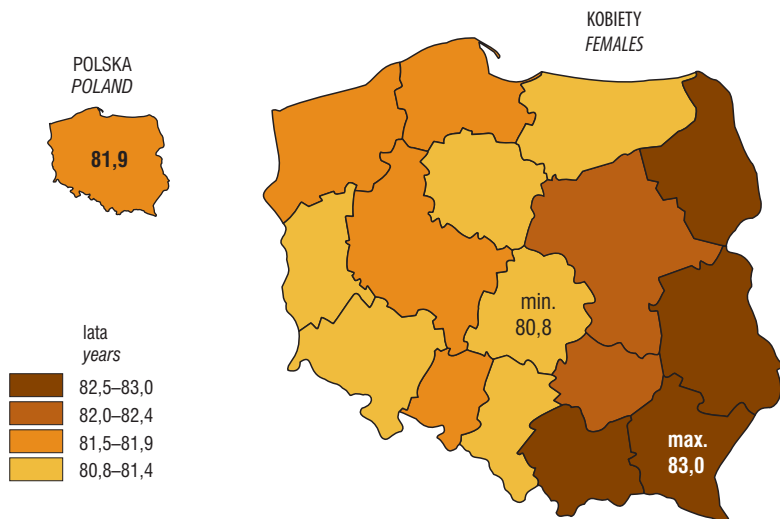 KOBIETY
FEMALES
POLSKA
POLAND
81,9
min.
80,8
lata
years
82,5–83,0
82,0–82,4
81,5–81,9
80,8–81,4
max.
83,0